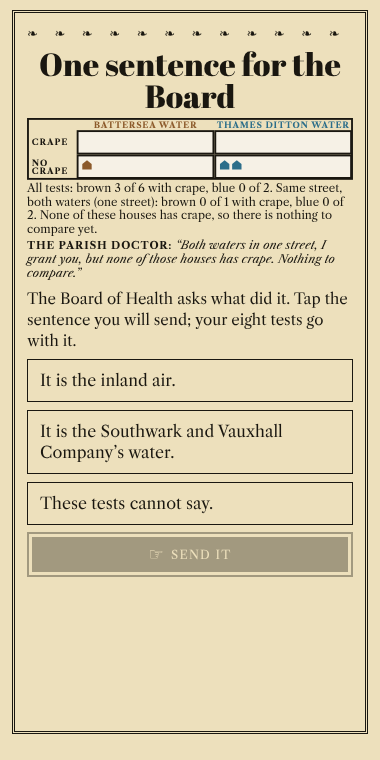 One sentence for the
Board
BATTERSEA WATER THAMES DITTON WATER
CRAPE
NO
CRAPE
All tests: brown 3 of 6 with crape, blue 0 of 2. Same street,
both waters (one street): brown 0 of 1 with crape, blue 0 of
2. None of these houses has crape, so there is nothing to
compare yet.
THE PARISH DOCTOR: “Both waters in one street, I
grant you, but none of those houses has crape. Nothing to
compare.”
The Board of Health asks what did it. Tap the
sentence you will send; your eight tests go
with it.
It is the inland air.
It is the Southwark and Vauxhall
Company’s water.
These tests cannot say.
☞ SEND IT